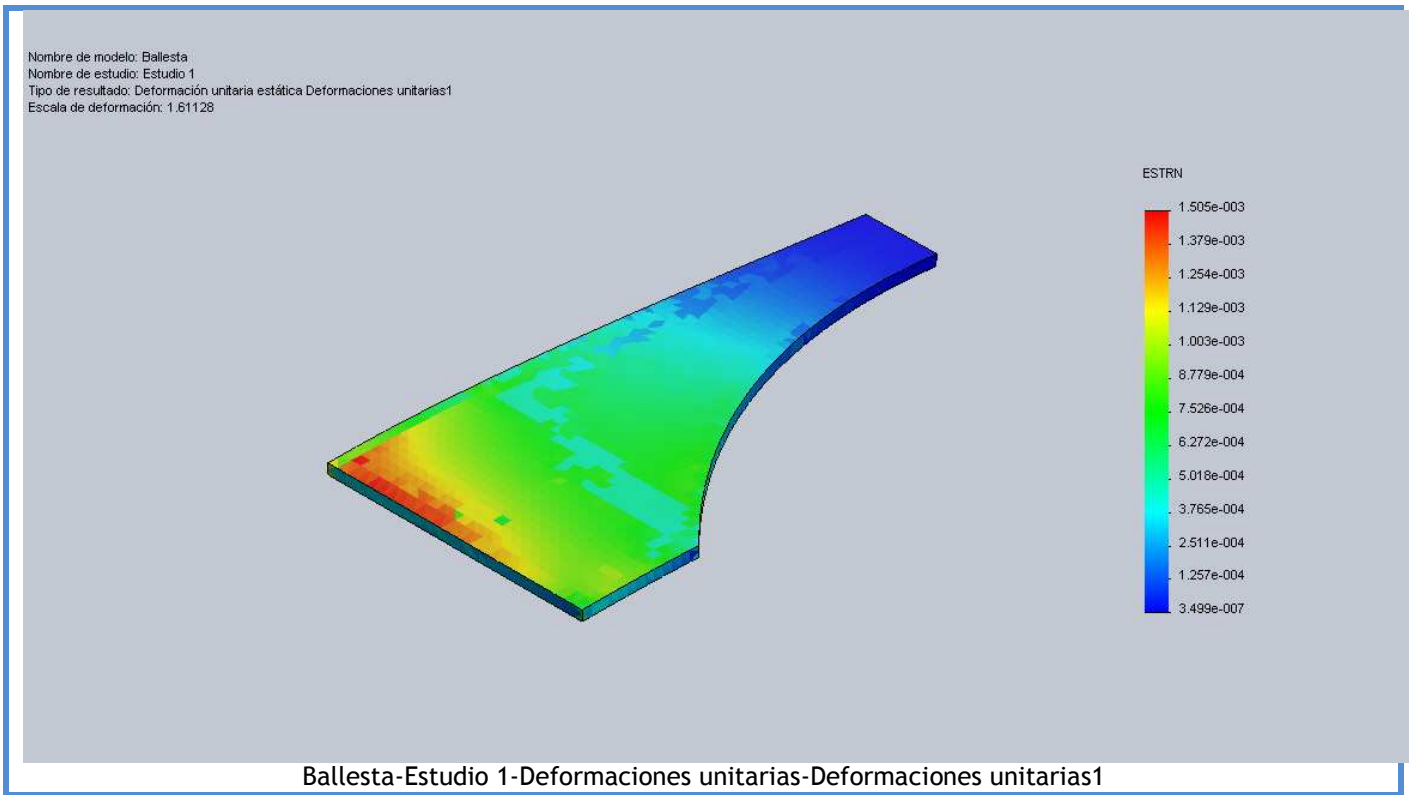 Nombre de modelo: Ballesta
Nombre de estudio: Estudio 1
Tipo de resultado: Deformación unitaria estática Deformaciones unitarias1
Escala de deformación: 1.61128
ESTRN
1.505e-003
1.379e-003
1.254e-003
1.129e-003
1.003e-003
8.779e-004
7.526e-004
6.272e-004
5.018e-004
3.765e-004
2.511e-004
1.257e-004
3.499e-007
Ballesta-Estudio 1-Deformaciones unitarias-Deformaciones unitarias1